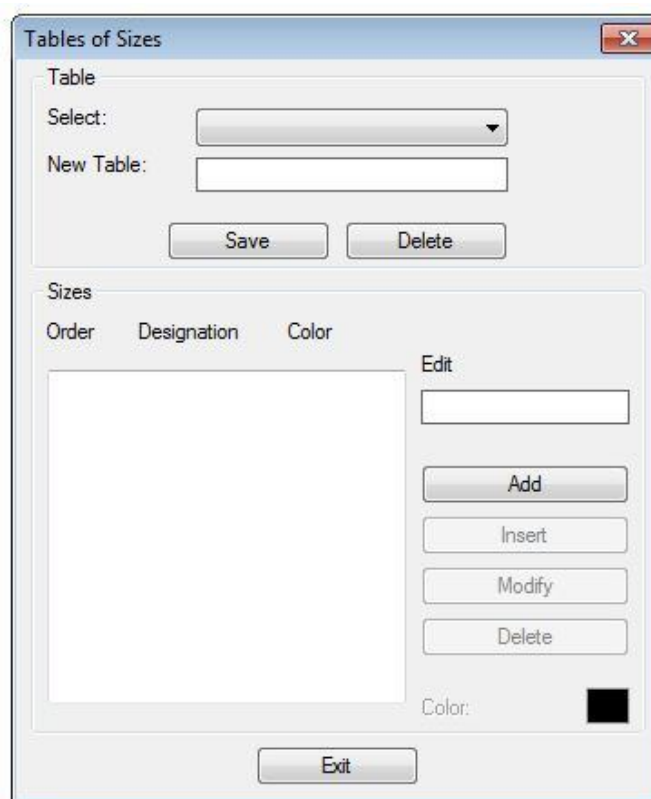 Tables of Sizes
Table
Select:
New Table:
Save Delete
Sizes
Order Designation Color
Edit
Add
Insert
Modify
Delete
Color:
Exit